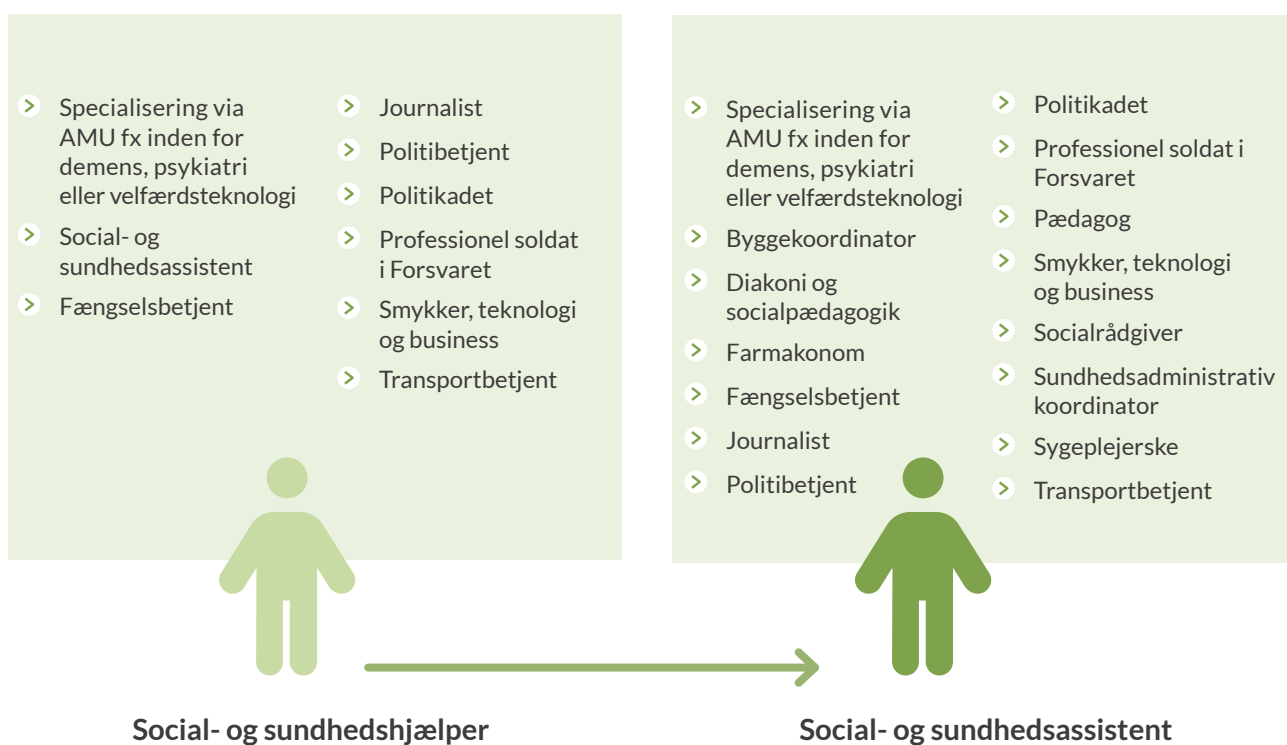 Specialisering via
AMU fx inden for
demens, psykiatri
eller velfærdsteknologi
Social- og
sundhedsassistent
Fængselsbetjent
Journalist
Politibetjent
Politikadet
Professionel soldat
i Forsvaret
Smykker, teknologi
og business
Transportbetjent
Social- og sundhedshjælper
Specialisering via
AMU fx inden for
demens, psykiatri
eller velfærdsteknologi
Byggekoordinator
Diakoni og
socialpædagogik
Farmakonom
Fængselsbetjent
Journalist
Politibetjent
Politikadet
Professionel soldat i
Forsvaret
Pædagog
Smykker, teknologi
og business
Socialrådgiver
Sundhedsadministrativ
koordinator
Sygeplejerske
Transportbetjent
Social- og sundhedsassistent